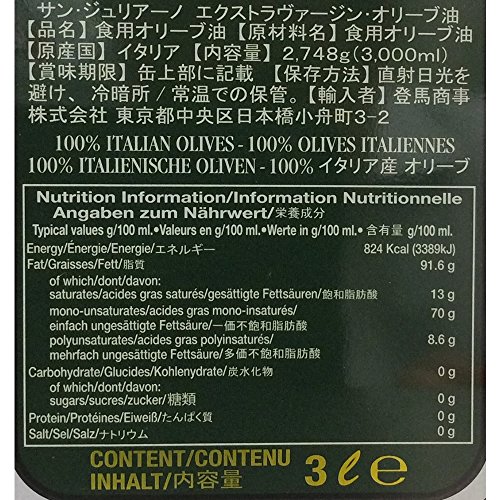 サン・ジュリアーノ エクストラヴァージン・オリーブ油
【品名】食用オリーブ油【原材料名】食用オリーブ油
【原産国】イタリア【内容量】2,748g(3,000ml)
【賞味期限】缶上部に記載 【保存方法】直射日光を
避け、冷暗所/常温での保管。【輸入者】登馬商事
株式会社 東京都中央区日本橋小舟町3-2
100% ITALIAN OLIVES - 100% OLIVES ITALIENNES
100% ITALIENISCHE OLIVEN - 100% イタリア産 オリーブ
Nutrition Information/Information Nutritionnelle
Angaben zum Nährwert/栄養成分
Typical values g/100 ml.•Valeurs en g/100 ml.•Werte in g/100 ml.• 含有量 g/100 ml.
Energy/Énergie/Energie/エネルギー 824 Kcal (3389kJ)
Fat/Graisses/Fett/脂質 91.6 g
of which/dont/davon:
saturates/acides gras saturés/gesättigte Fettsäuren/飽和脂肪酸 13 g
mono-unsaturates/acides gras mono-insaturés/ 70 g
einfach ungesättigte Fettsäuren/一価不飽和脂肪酸
polyunsaturates/acides gras polyinsaturés/ 8.6 g
mehrfach ungesättigte Fettsäure/多価不飽和脂肪酸
Carbohydrate/Glucides/Kohlenydrate/炭水化物 0 g
of which/dont/davon:
sugars/sucres/zucker/糖類 0 g
Protein/Protéines/Eiweiß/たんぱく質 0 g
Salt/Sel/Salz/ナトリウム 0 g
CONTENT/CONTENU
INHALT/内容量 3 ℓ ℮